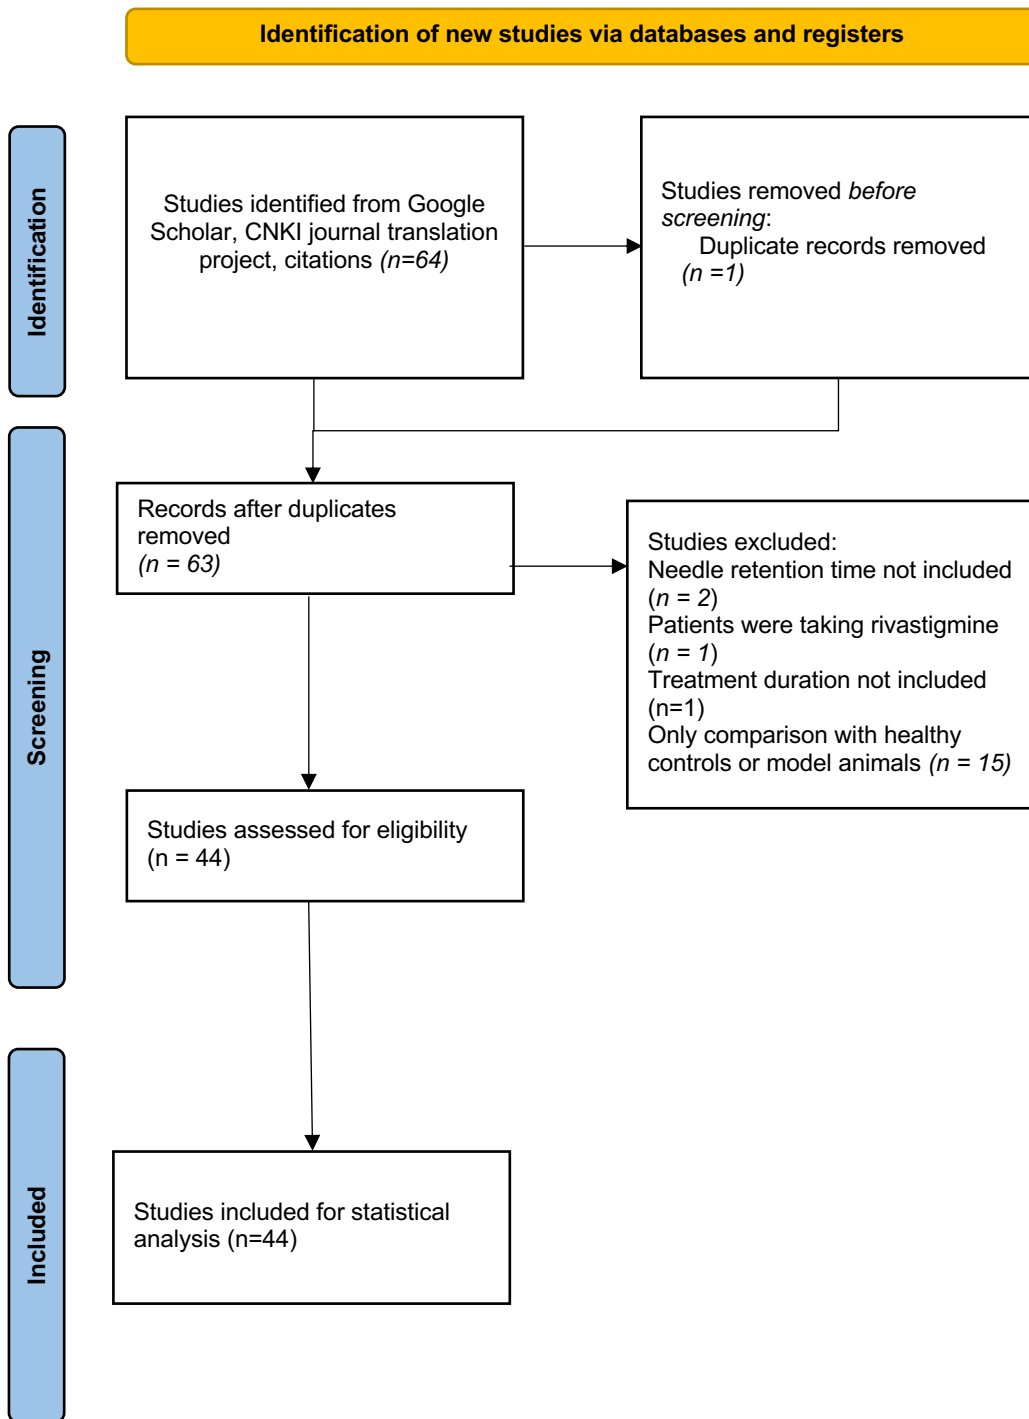 Identification of new studies via databases and registers
Identification
Studies identified from Google
Scholar, CNKI journal translation
project, citations (n=64)
Studies removed before
screening:
Duplicate records removed
(n =1)
Screening
Records after duplicates
removed
(n = 63)
Studies excluded:
Needle retention time not included
(n = 2)
Patients were taking rivastigmine
(n = 1)
Treatment duration not included
(n=1)
Only comparison with healthy
controls or model animals (n = 15)
Studies assessed for eligibility
(n = 44)
Included
Studies included for statistical
analysis (n=44)